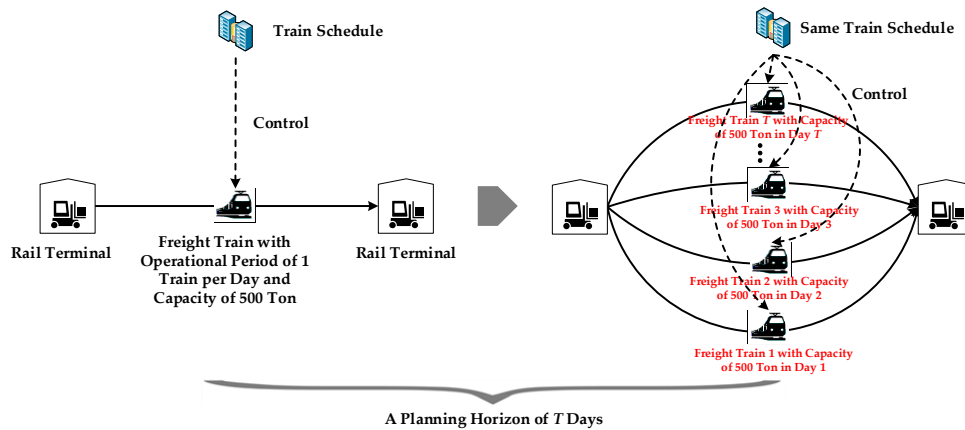 Train Schedule
Control
Rail Terminal
Rail Terminal
Freight Train with
Operational Period of 1
Train per Day and
Capacity of 500 Ton
Same Train Schedule
Control
Freight Train T with Capacity
of 500 Ton in Day T
Freight Train 3 with Capacity
of 500 Ton in Day 3
Freight Train 2 with Capacity
of 500 Ton in Day 2
Freight Train 1 with Capacity
of 500 Ton in Day 1
A Planning Horizon of T Days